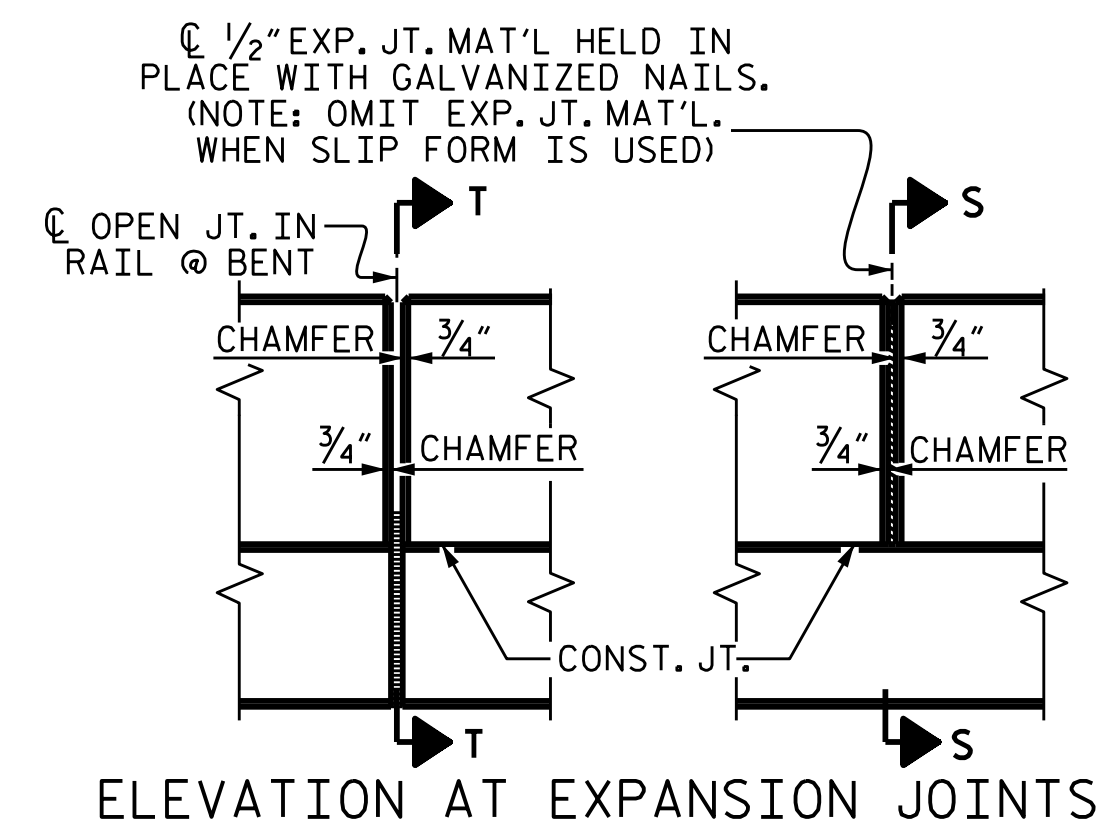 ℄ 1/2" EXP. JT. MAT'L HELD IN
PLACE WITH GALVANIZED NAILS.
(NOTE: OMIT EXP. JT. MAT'L.
WHEN SLIP FORM IS USED)
T
S
℄ OPEN JT. IN
RAIL @ BENT
CHAMFER
3/4"
CHAMFER
3/4"
3/4"
CHAMFER
3/4"
CHAMFER
CONST. JT.
T
S
ELEVATION AT EXPANSION JOINTS